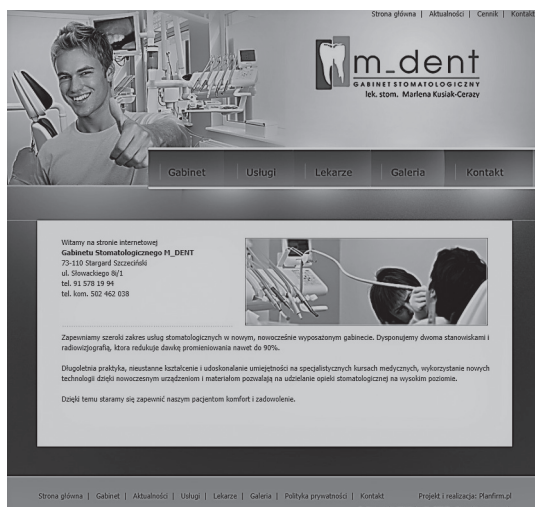 Strona główna | Aktualności | Cennik | Kontakt
m_dent
GABINET STOMATOLOGICZNY
lek. stom. Marlena Kusiak-Cerazy
Gabinet | Usługi | Lekarze | Galeria | Kontakt
Witamy na stronie internetowej
Gabinetu Stomatologicznego M_DENT
73-110 Stargard Szczeciński
ul. Słowackiego 8i/1
tel. 91 578 19 94
tel. kom. 502 462 038
Zapewniamy szeroki zakres usług stomatologicznych w nowym, nowocześnie wyposażonym gabinecie. Dysponujemy dwoma stanowiskami i
radiowizjografią, ktora redukuje dawkę promieniowania nawet do 90%.
Długoletnia praktyka, nieustanne kształcenie i udoskonalanie umiejętności na specjalistycznych kursach medycznych, wykorzystanie nowych
technologii dzięki nowoczesnym urządzeniom i materiałom pozwalają na udzielanie opieki stomatologicznej na wysokim poziomie.
Dzięki temu staramy się zapewnić naszym pacjentom komfort i zadowolenie.
Strona główna | Gabinet | Aktualności | Usługi | Lekarze | Galeria | Polityka prywatności | Kontakt
Projekt i realizacja: Planfirm.pl